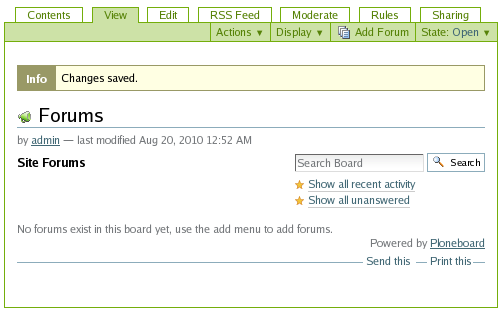 Contents View Edit RSS Feed Moderate Rules Sharing
Actions ▼ Display ▼ Add Forum State: Open ▼
Info Changes saved.
Forums
by admin — last modified Aug 20, 2010 12:52 AM
Site Forums
Search Board Search
Show all recent activity
Show all unanswered
No forums exist in this board yet, use the add menu to add forums.
Powered by Ploneboard
Send this — Print this —